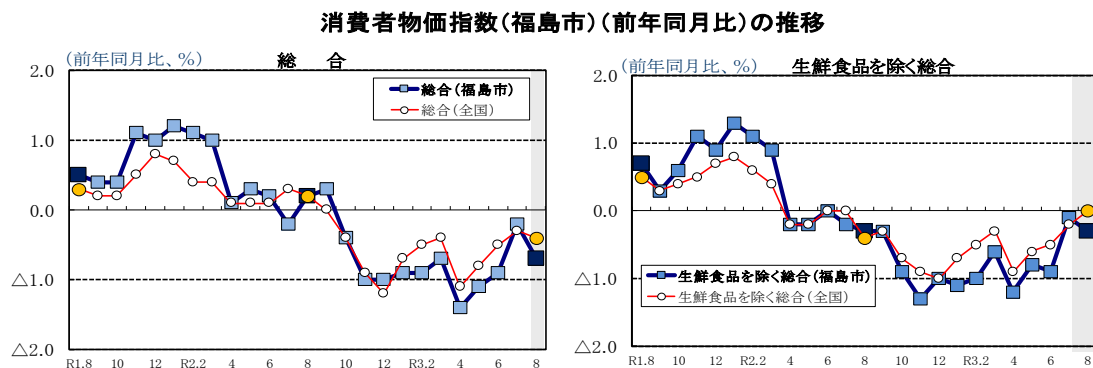 消費者物価指数（福島市）（前年同月比）の推移
（前年同月比、％）
総　合
2.0
1.0
0.0
△1.0
△2.0
総合（福島市）
総合（全国）
R1.8 10 12 R2.2 4 6 8 10 12 R3.2 4 6 8
（前年同月比、％）
生鮮食品を除く総合
2.0
1.0
0.0
△1.0
△2.0
生鮮食品を除く総合（福島市）
生鮮食品を除く総合（全国）
R1.8 10 12 R2.2 4 6 8 10 12 R3.2 4 6 8